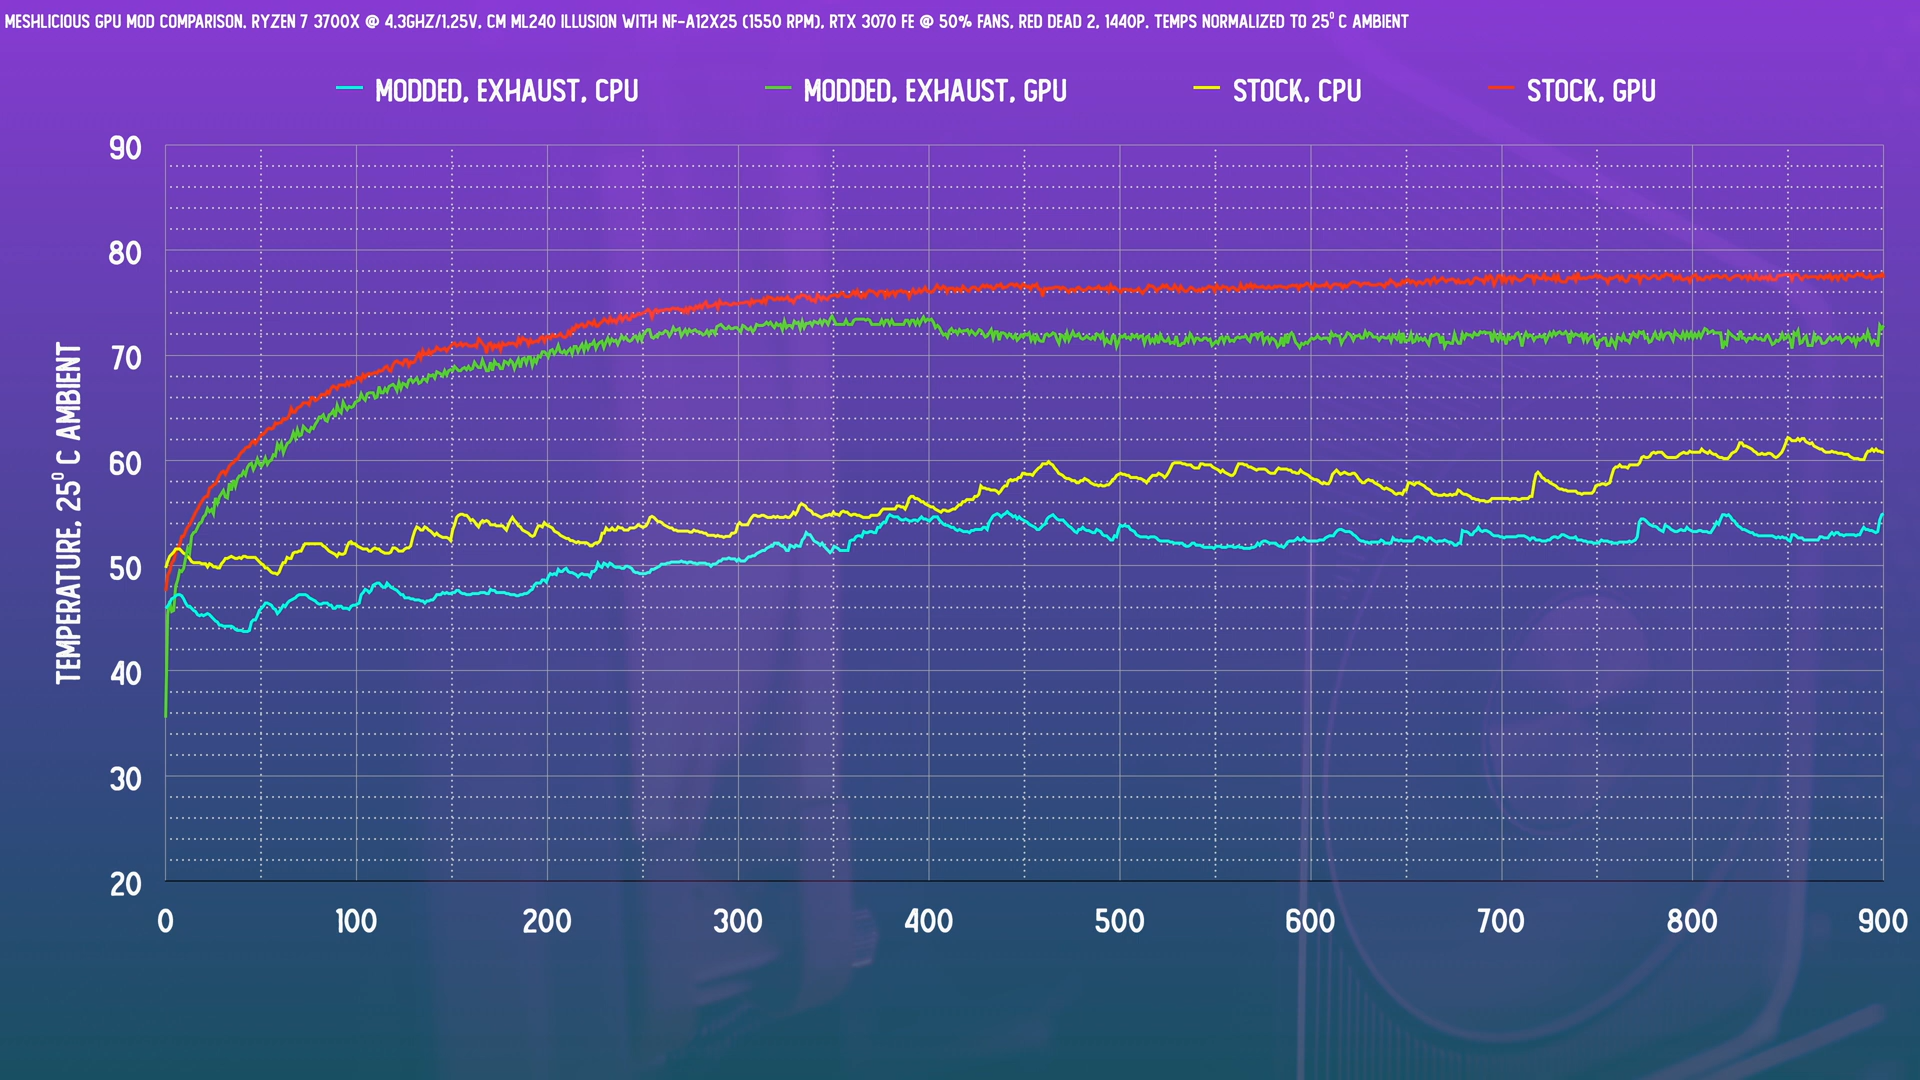 MESHLICIOUS GPU MOD COMPARISON, RYZEN 7 3700X @ 4.3GHZ/1.25V, CM ML240 ILLUSION WITH NF-A12X25 (1550 RPM), RTX 3070 FE @ 50% FANS, RED DEAD 2, 1440P. TEMPS NORMALIZED TO 25⁰ C AMBIENT
MODDED, EXHAUST, CPU MODDED, EXHAUST, GPU STOCK, CPU STOCK, GPU
90
80
70
60
50
40
30
20
TEMPERATURE, 25⁰ C AMBIENT
0 100 200 300 400 500 600 700 800 900